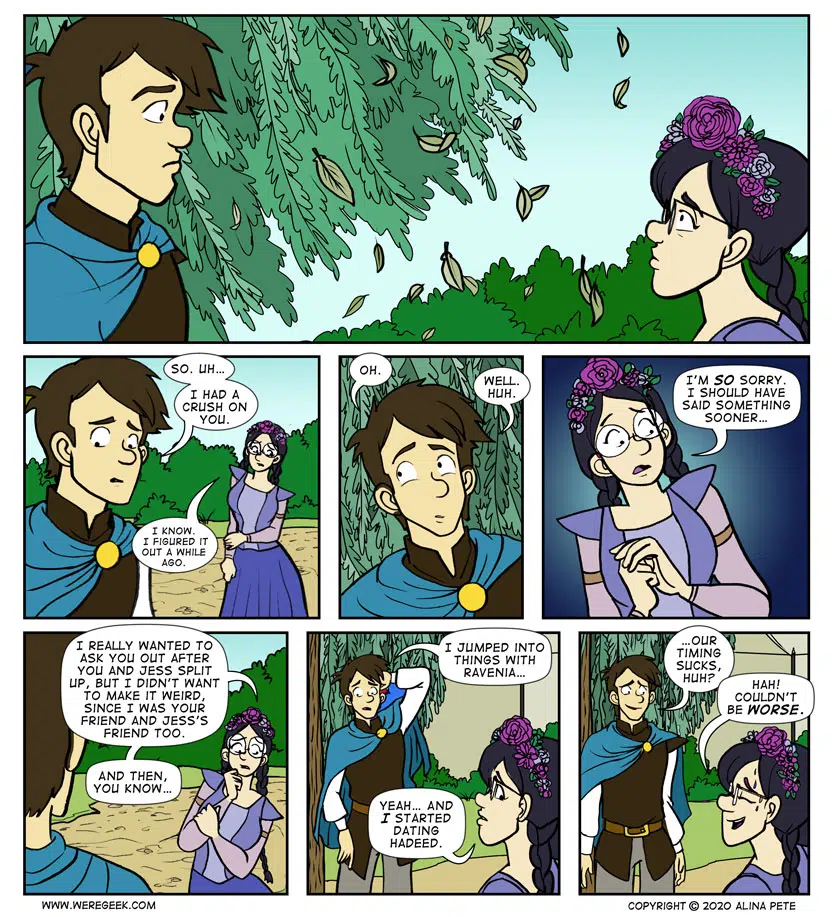 SO. UH...
I HAD A
CRUSH ON
YOU.
I KNOW.
I FIGURED IT
OUT A WHILE
AGO.
OH.
WELL.
HUH.
I'M SO SORRY.
I SHOULD HAVE
SAID SOMETHING
SOONER...
I REALLY WANTED TO
ASK YOU OUT AFTER
YOU AND JESS SPLIT
UP, BUT I DIDN'T WANT
TO MAKE IT WEIRD,
SINCE I WAS YOUR
FRIEND AND JESS'S
FRIEND TOO.
AND THEN,
YOU KNOW...
I JUMPED INTO
THINGS WITH
RAVENIA...
YEAH... AND
I STARTED
DATING
HADEED.
...OUR
TIMING
SUCKS,
HUH?
HAH!
COULDN'T
BE WORSE.
WWW.WEREGEEK.COM
COPYRIGHT © 2020 ALINA PETE